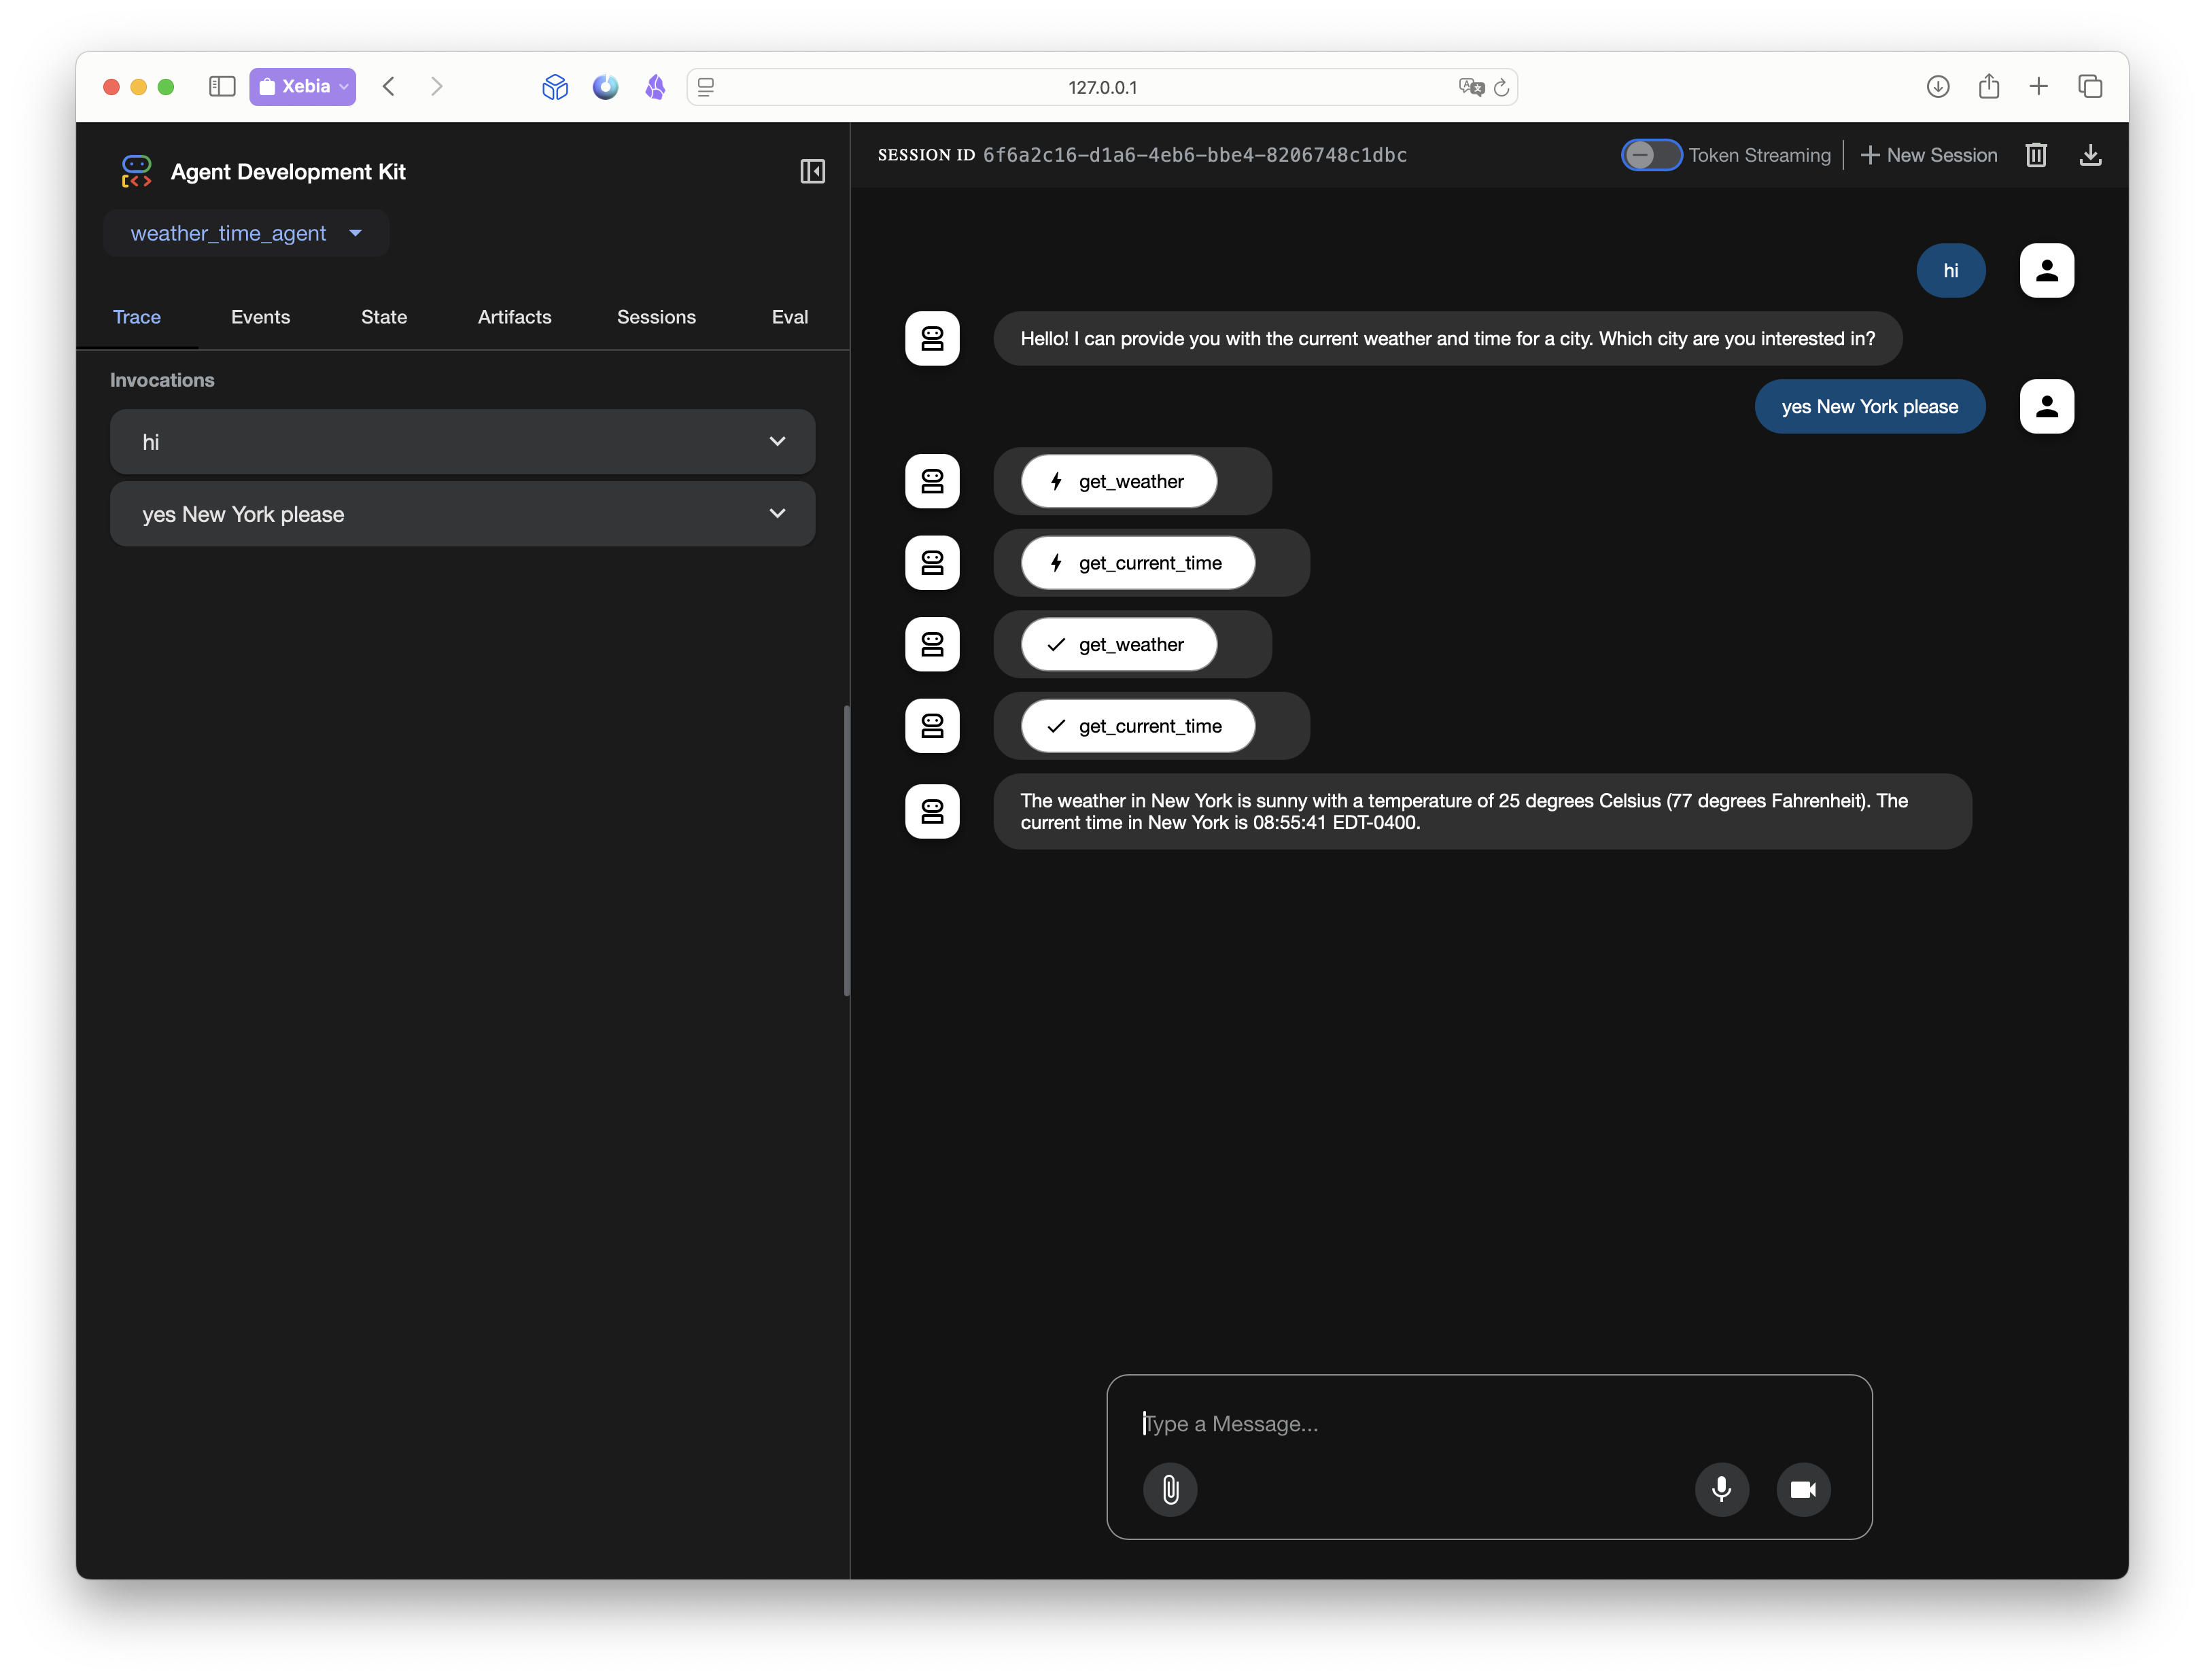 Xebia
127.0.0.1
Agent Development Kit
weather_time_agent
Trace Events State Artifacts Sessions Eval
Invocations
hi
yes New York please
SESSION ID 6f6a2c16-d1a6-4eb6-bbe4-8206748c1dbc
Token Streaming
New Session
hi
Hello! I can provide you with the current weather and time for a city. Which city are you interested in?
yes New York please
get_weather
get_current_time
get_weather
get_current_time
The weather in New York is sunny with a temperature of 25 degrees Celsius (77 degrees Fahrenheit). The
current time in New York is 08:55:41 EDT-0400.
Type a Message...